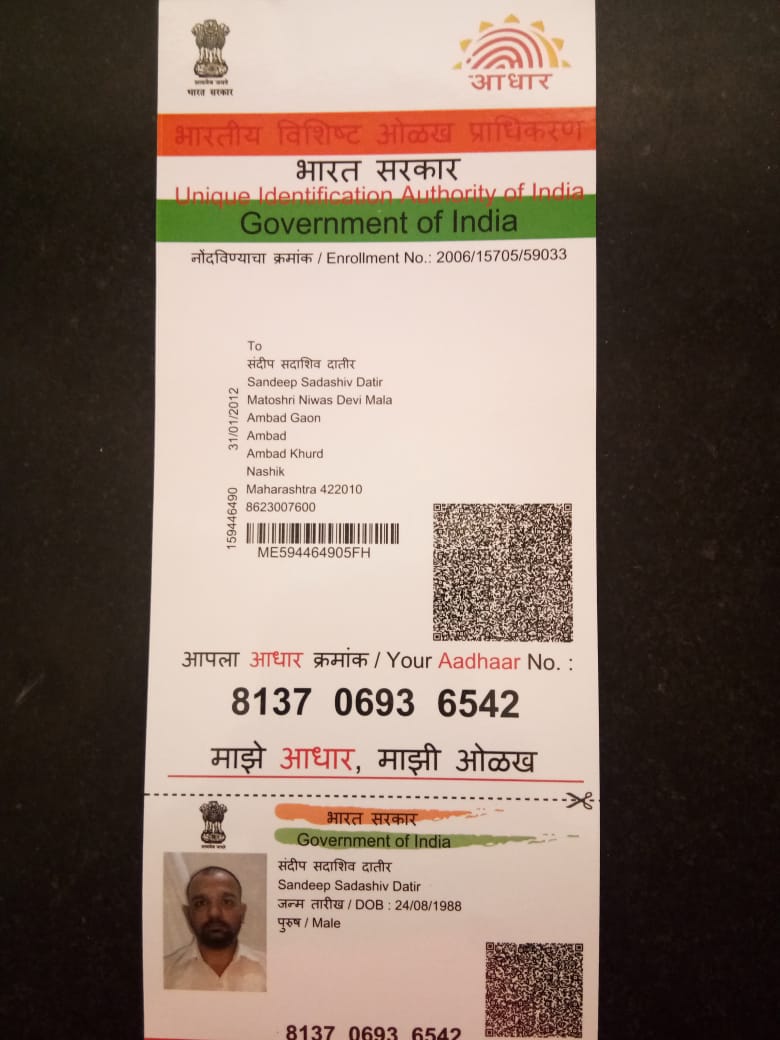 भारत सरकार
आधार
भारतीय विशिष्ट ओळख प्राधिकरण
भारत सरकार
Unique Identification Authority of India
Government of India
नोंदविण्याचा क्रमांक / Enrollment No.: 2006/15705/59033
To
संदीप सदाशिव दातीर
Sandeep Sadashiv Datir
Matoshri Niwas Devi Mala
Ambad Gaon
Ambad
Ambad Khurd
Nashik
Maharashtra 422010
8623007600
31/01/2012
159446490
ME594464905FH
आपला आधार क्रमांक / Your Aadhaar No. :
8137 0693 6542
माझे आधार, माझी ओळख
भारत सरकार
Government of India
संदीप सदाशिव दातीर
Sandeep Sadashiv Datir
जन्म तारीख / DOB : 24/08/1988
पुरुष / Male
8137 0693 6542